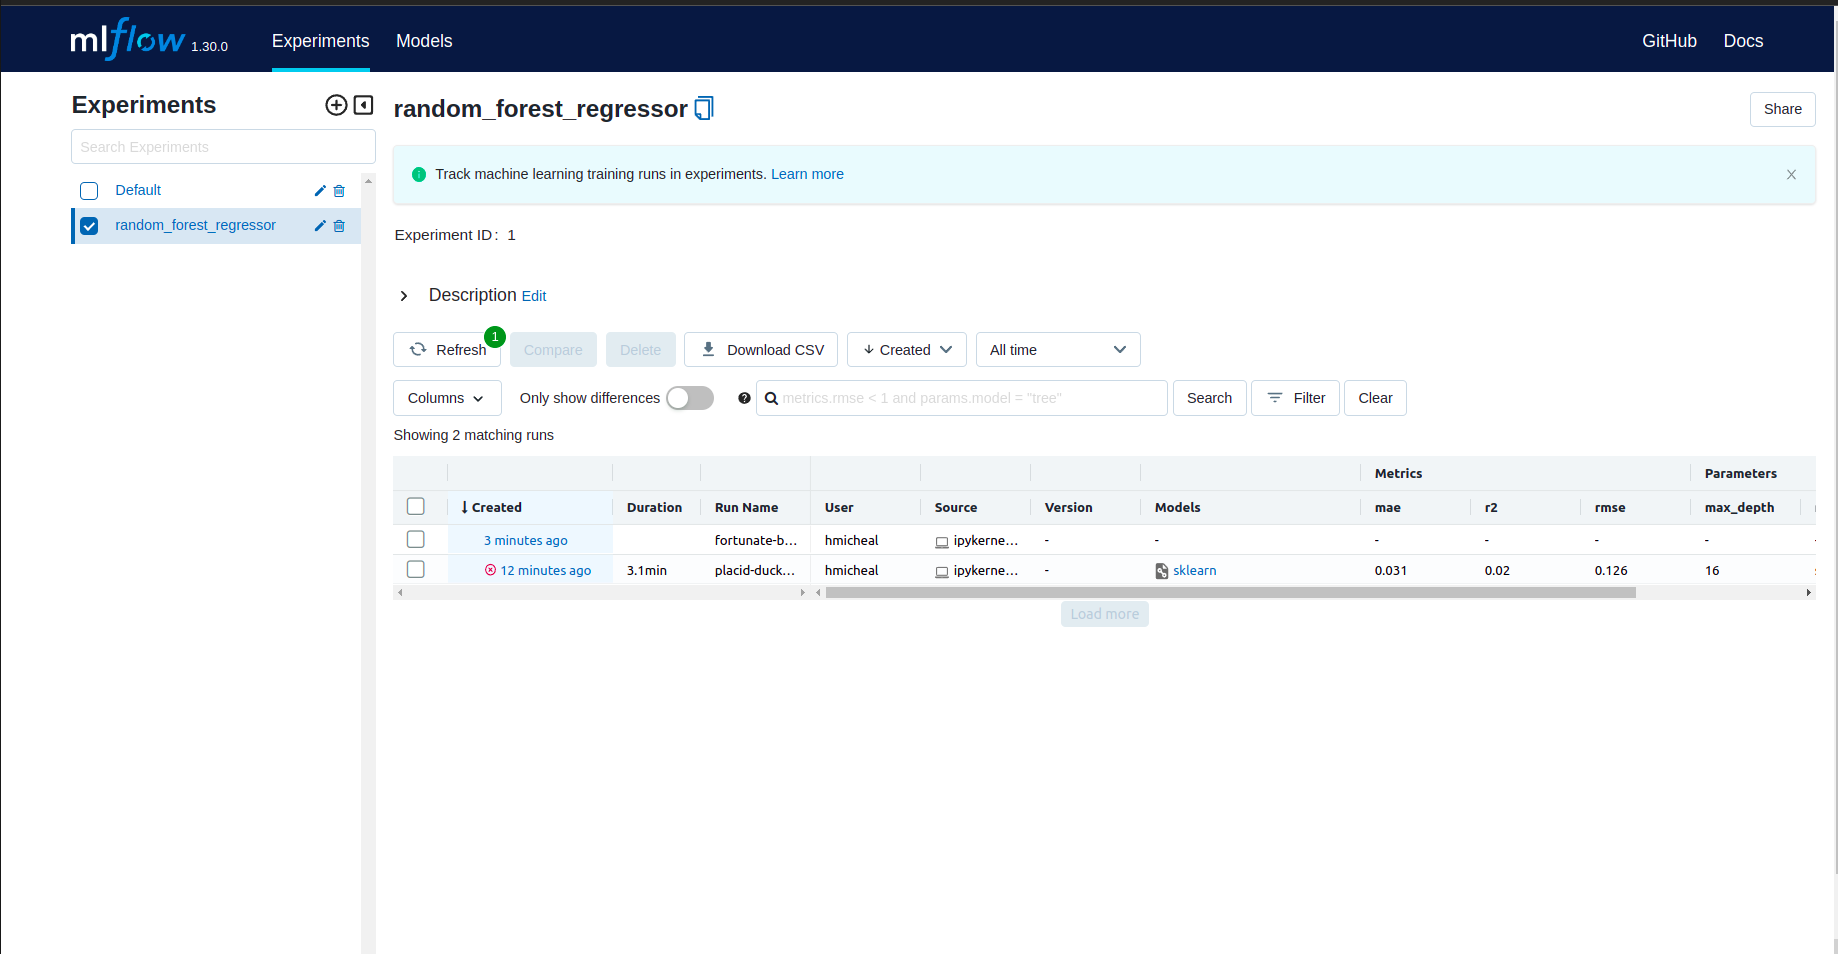 mlflow 1.30.0 Experiments Models GitHub Docs
Experiments
Search Experiments
Default
random_forest_regressor
random_forest_regressor
Share
Track machine learning training runs in experiments. Learn more
Experiment ID: 1
Description Edit
Refresh 1 Compare Delete Download CSV Created All time
Columns Only show differences metrics.rmse < 1 and params.model = "tree" Search Filter Clear
Showing 2 matching runs
Metrics Parameters
Created Duration Run Name User Source Version Models mae r2 rmse max_depth
3 minutes ago fortunate-b... hmicheal ipykerne... - - - - - -
12 minutes ago 3.1min placid-duck... hmicheal ipykerne... - sklearn 0.031 0.02 0.126 16
Load more